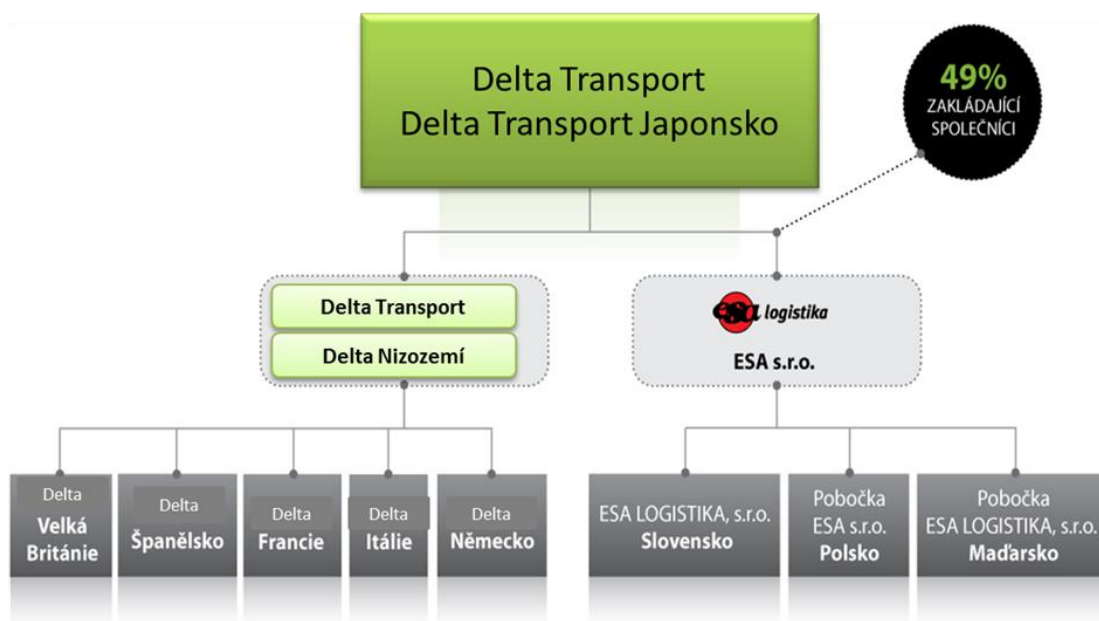 Delta Transport
Delta Transport Japonsko
49%
ZAKLÁDAJÍCÍ
SPOLEČNÍCI
Delta Transport
Delta Nizozemí
esa logistika
ESA s.r.o.
Delta
Velká
Británie
Delta
Španělsko
Delta
Francie
Delta
Itálie
Delta
Německo
ESA LOGISTIKA, s.r.o.
Slovensko
Pobočka
ESA s.r.o.
Polsko
Pobočka
ESA LOGISTIKA, s.r.o.
Maďarsko